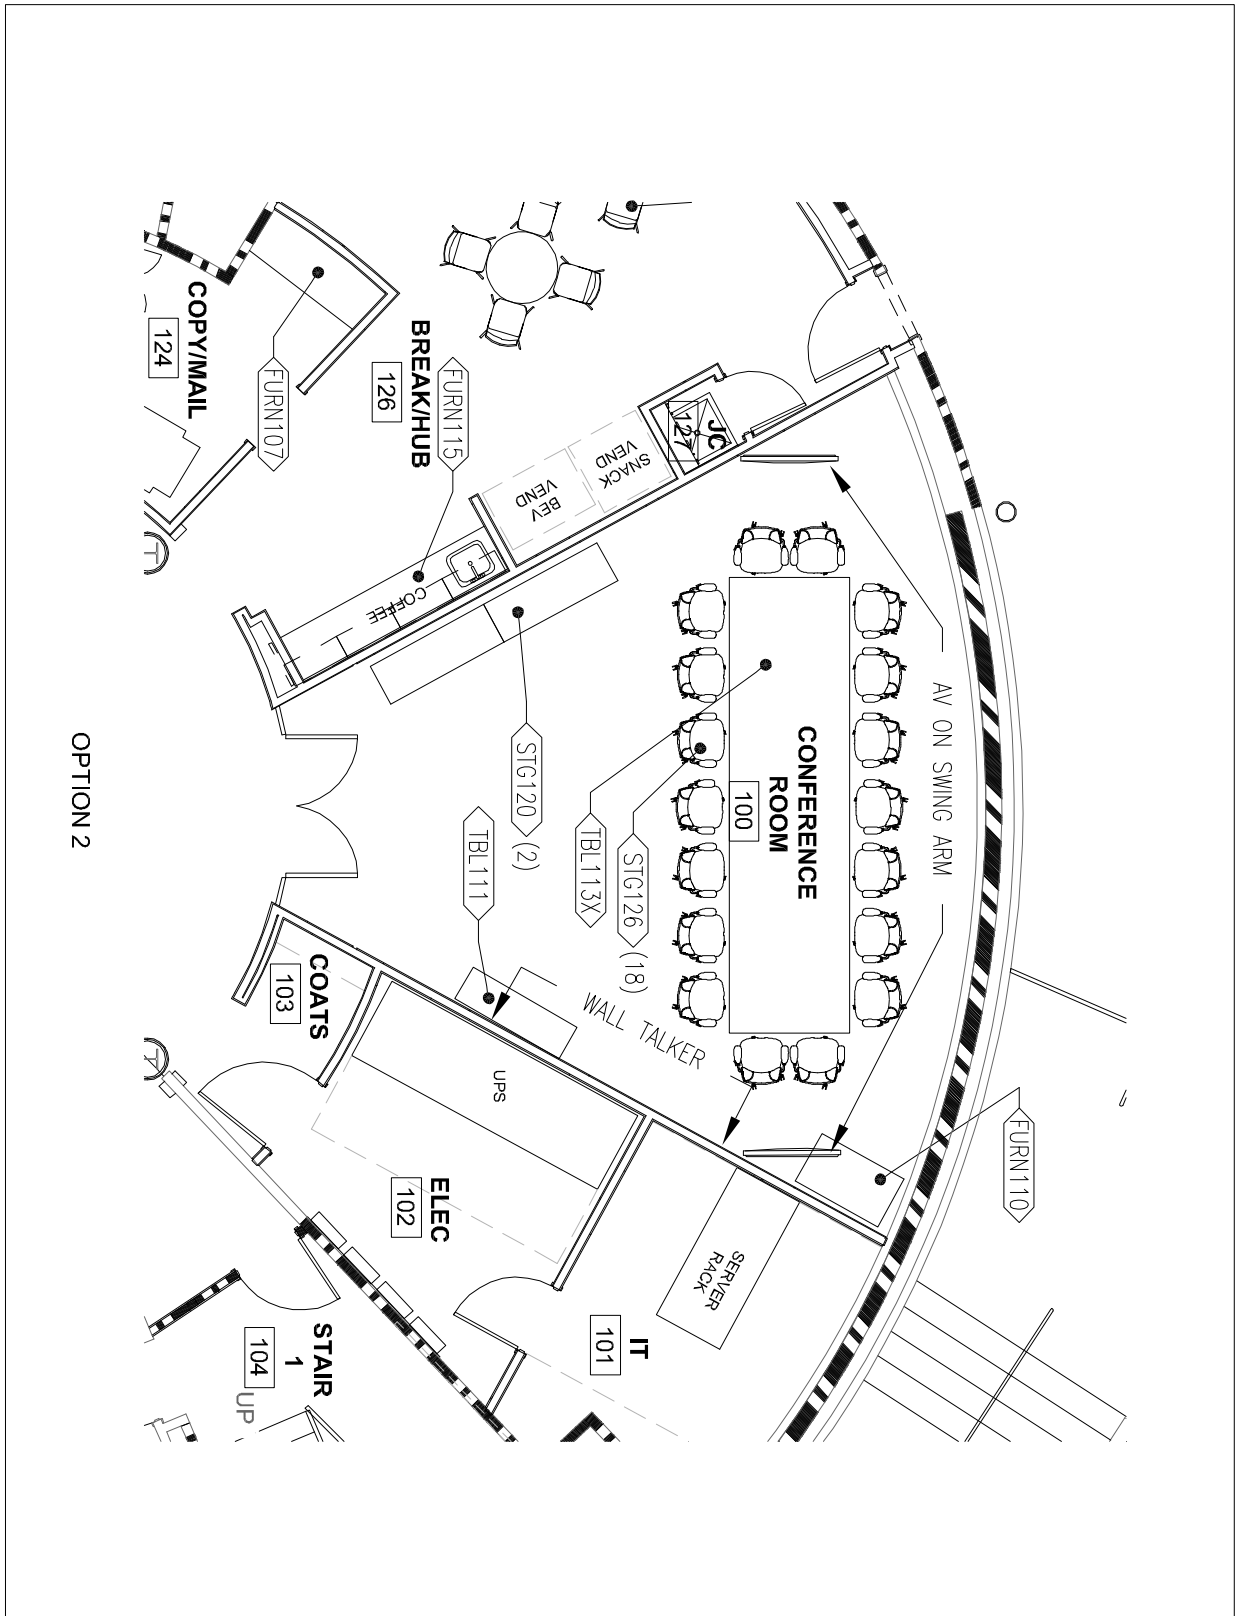 FURN110
AV ON SWING ARM
CONFERENCE
ROOM
100
JC
127
SNACK
VEND
BEV
VEND
FURN115
BREAK/HUB
126
COFFEE
COPY/MAIL
124
FURN107
STG126 (18)
TBL113X
STG120 (2)
TBL111
WALL TALKER
SERVER
RACK
IT
101
UPS
ELEC
102
COATS
103
STAIR
1
104
UP
OPTION 2